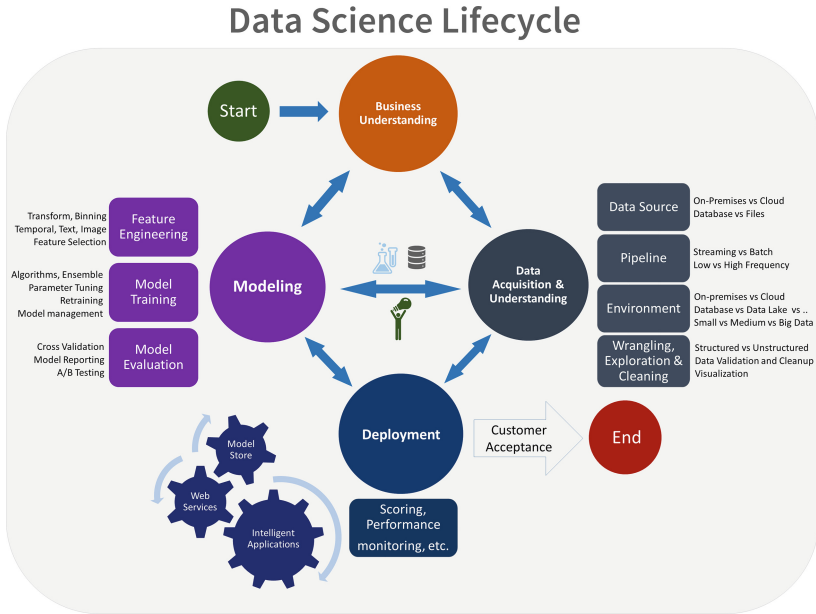 Data Science Lifecycle
Start
Business
Understanding
Transform, Binning
Temporal, Text, Image
Feature Selection
Feature
Engineering
Algorithms, Ensemble
Parameter Tuning
Retraining
Model management
Model
Training
Cross Validation
Model Reporting
A/B Testing
Model
Evaluation
Modeling
Data
Acquisition &
Understanding
Data Source
On-Premises vs Cloud
Database vs Files
Pipeline
Streaming vs Batch
Low vs High Frequency
Environment
On-premises vs Cloud
Database vs Data Lake vs ..
Small vs Medium vs Big Data
Wrangling,
Exploration &
Cleaning
Structured vs Unstructured
Data Validation and Cleanup
Visualization
Deployment
Customer
Acceptance
End
Model
Store
Web
Services
Intelligent
Applications
Scoring,
Performance
monitoring, etc.